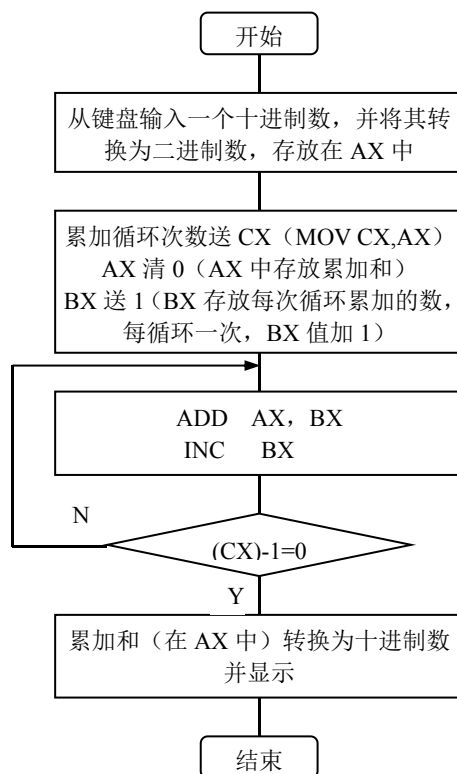 开始
从键盘输入一个十进制数，并将其转
换为二进制数，存放在 AX 中
累加循环次数送 CX（MOV CX,AX）
AX 清 0（AX 中存放累加和）
BX 送 1（BX 存放每次循环累加的数，
每循环一次，BX 值加 1）
ADD AX，BX
INC BX
N
(CX)-1=0
Y
累加和（在 AX 中）转换为十进制数
并显示
结束